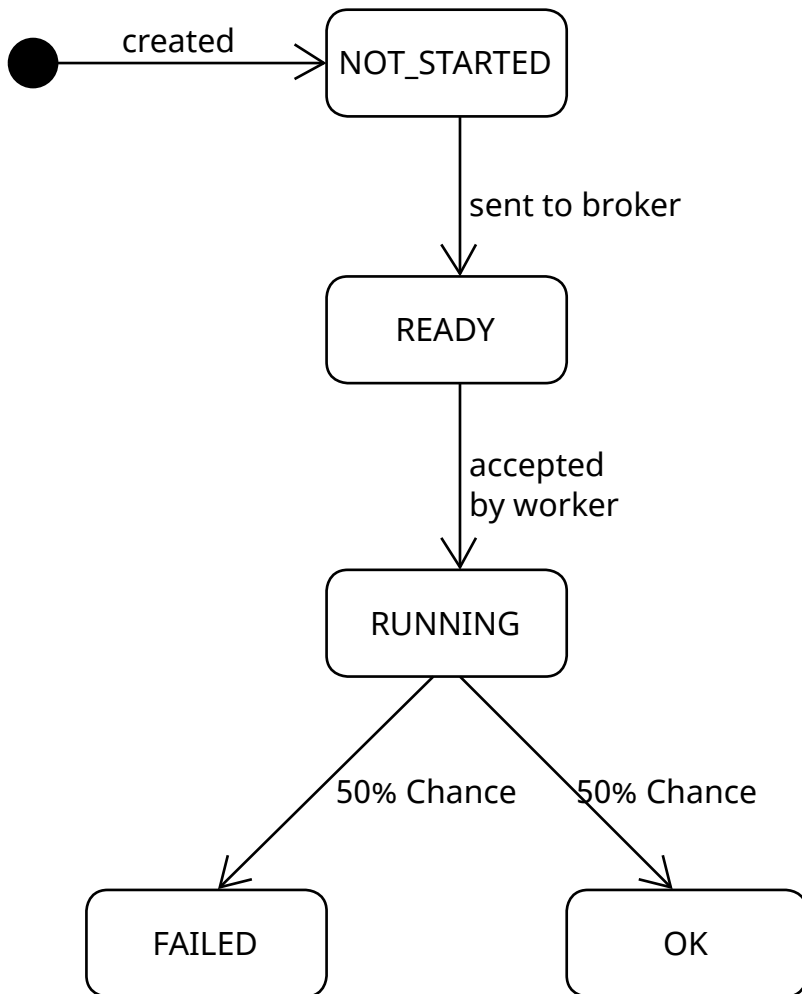 created
NOT_STARTED
sent to broker
READY
accepted
by worker
RUNNING
50% Chance
50% Chance
FAILED
OK